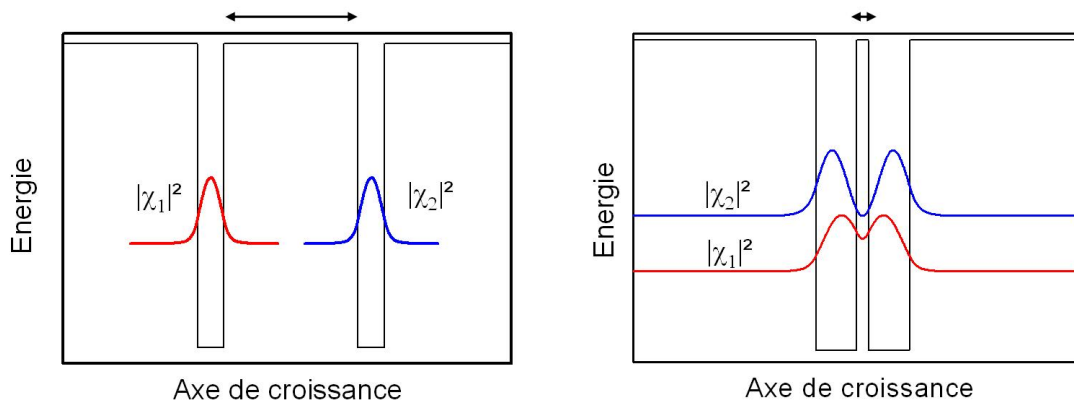 Energie
|χ₁|²
|χ₂|²
Axe de croissance
Energie
|χ₂|²
|χ₁|²
Axe de croissance